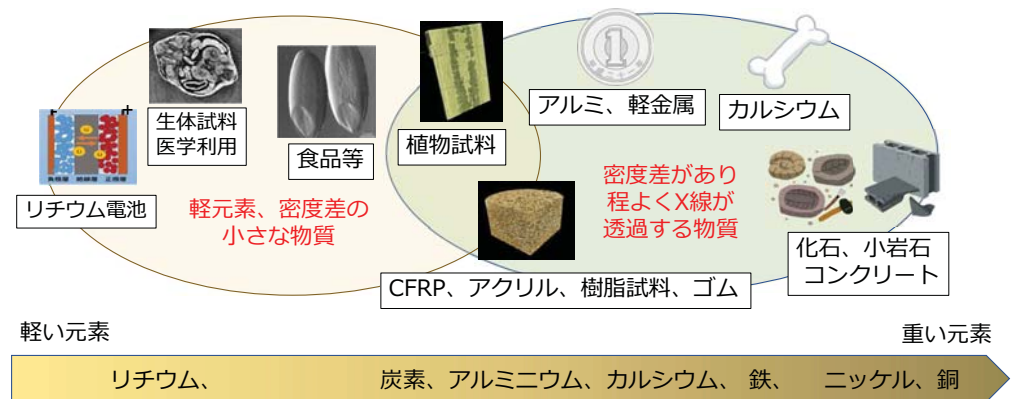 生体試料
医学利用
食品等
植物試料
アルミ、軽金属
カルシウム
リチウム電池
軽元素、密度差の
小さな物質
密度差があり
程よくX線が
透過する物質
化石、小岩石
コンクリート
CFRP、アクリル、樹脂試料、ゴム
軽い元素
重い元素
リチウム、
炭素、アルミニウム、カルシウム、 鉄、
ニッケル、銅
1
+